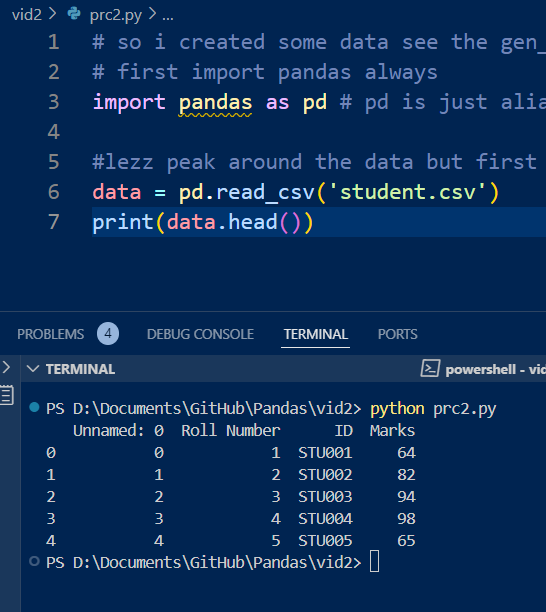 vid2 > prc2.py > ...
1 # so i created some data see the gen_
2 # first import pandas always
3 import pandas as pd # pd is just alia
4
5 #lezz peak around the data but first
6 data = pd.read_csv('student.csv')
7 print(data.head())
PROBLEMS 4 DEBUG CONSOLE TERMINAL PORTS
TERMINAL powershell - vid
PS D:\Documents\GitHub\Pandas\vid2> python prc2.py
Unnamed: 0 Roll Number ID Marks
0 0 1 STU001 64
1 1 2 STU002 82
2 2 3 STU003 94
3 3 4 STU004 98
4 4 5 STU005 65
PS D:\Documents\GitHub\Pandas\vid2>